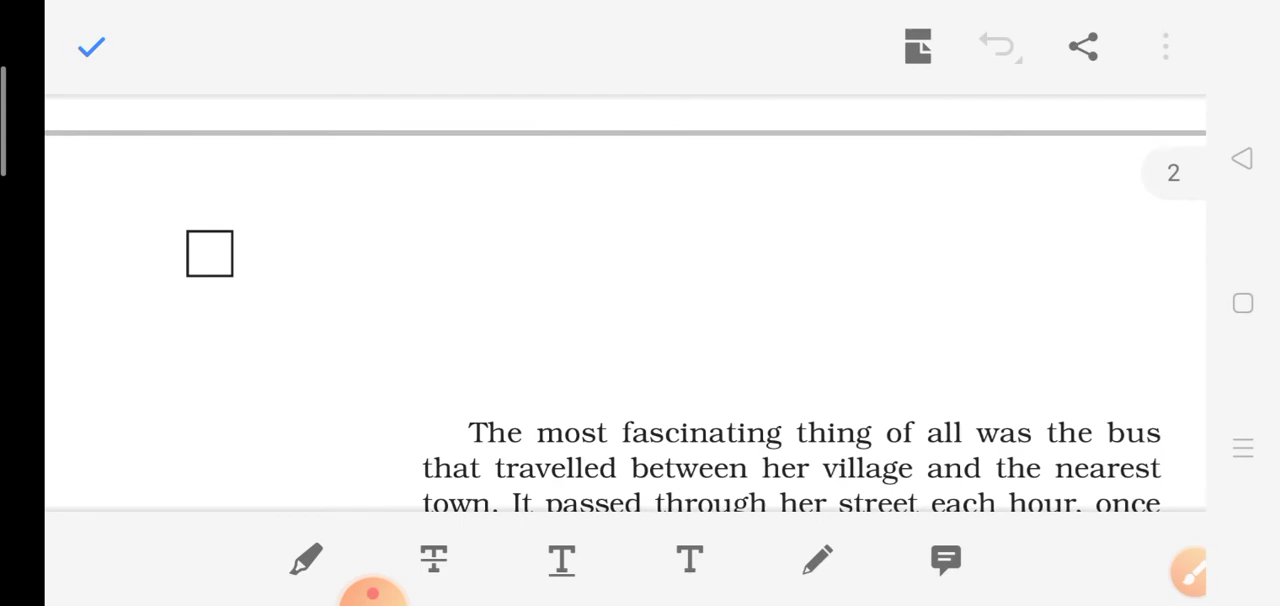 2
The most fascinating thing of all was the bus
that travelled between her village and the nearest
town. It passed through her street each hour, once